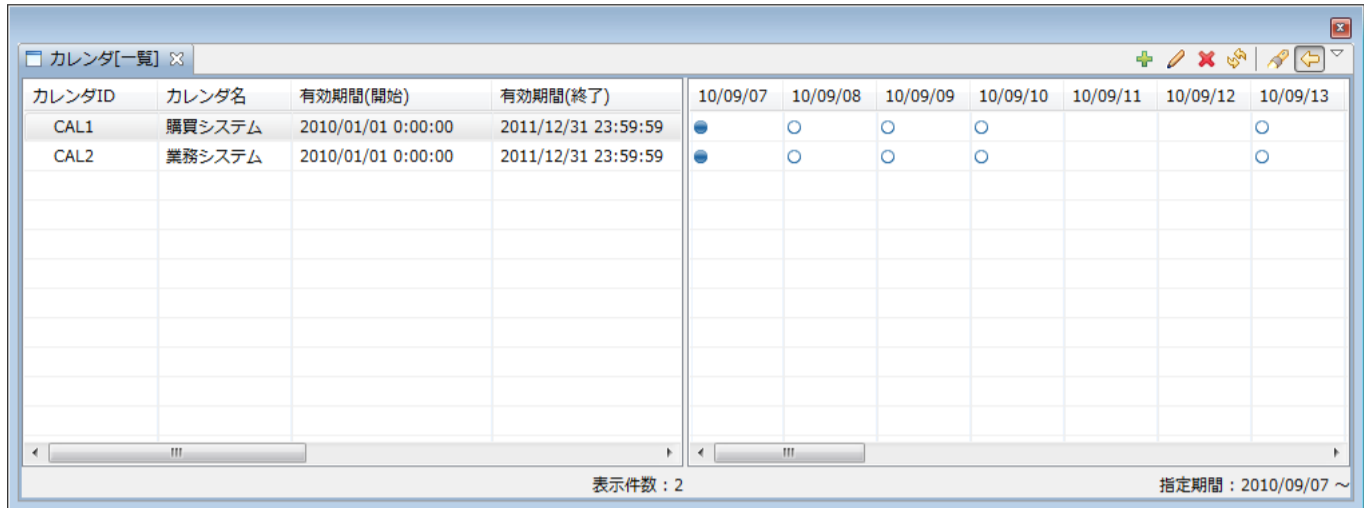 カレンダ[一覧]
カレンダID カレンダ名 有効期間(開始) 有効期間(終了) 10/09/07 10/09/08 10/09/09 10/09/10 10/09/11 10/09/12 10/09/13
CAL1 購買システム 2010/01/01 0:00:00 2011/12/31 23:59:59
CAL2 業務システム 2010/01/01 0:00:00 2011/12/31 23:59:59
表示件数：2 指定期間：2010/09/07 ～